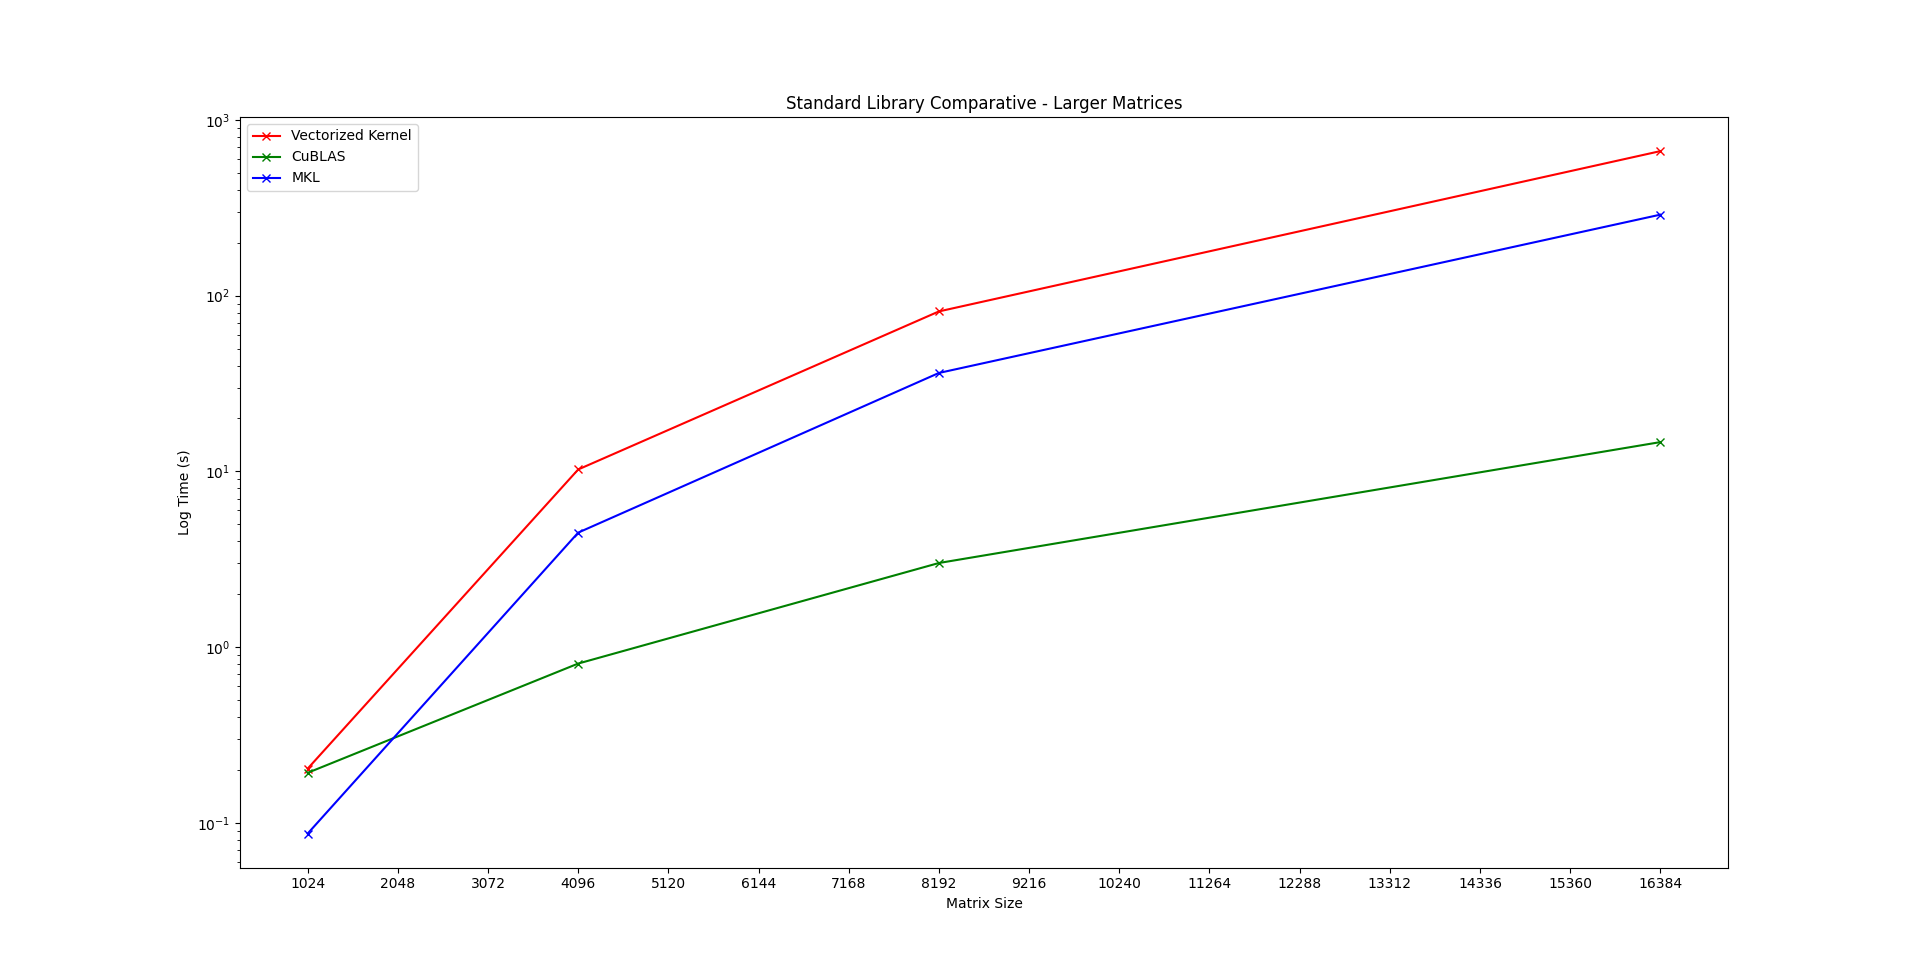 Standard Library Comparative - Larger Matrices
Vectorized Kernel
CuBLAS
MKL
10³
10²
10¹
10⁰
10⁻¹
Log Time (s)
1024 2048 3072 4096 5120 6144 7168 8192 9216 10240 11264 12288 13312 14336 15360 16384
Matrix Size